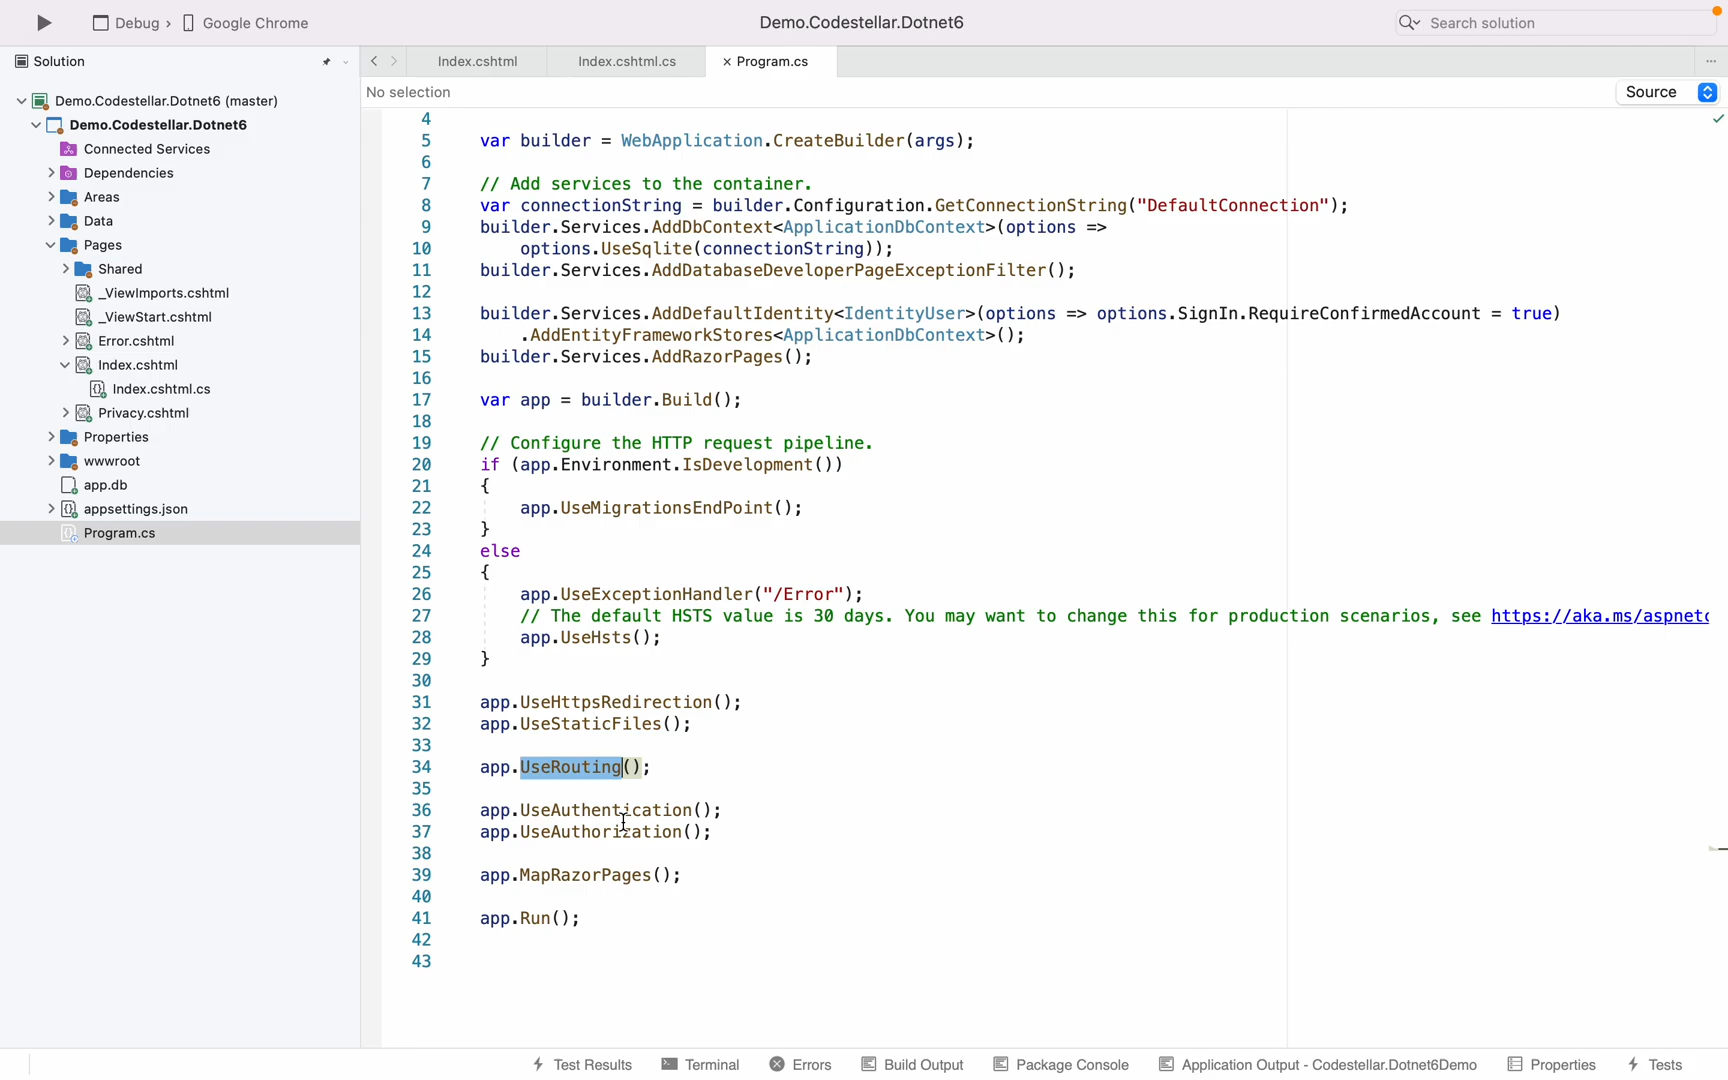 Debug › Google Chrome
Demo.Codestellar.Dotnet6
Search solution
Solution
Index.cshtml
Index.cshtml.cs
× Program.cs
No selection
Source
Demo.Codestellar.Dotnet6 (master)
Demo.Codestellar.Dotnet6
Connected Services
Dependencies
Areas
Data
Pages
Shared
_ViewImports.cshtml
_ViewStart.cshtml
Error.cshtml
Index.cshtml
Index.cshtml.cs
Privacy.cshtml
Properties
wwwroot
app.db
appsettings.json
Program.cs
4
5 var builder = WebApplication.CreateBuilder(args);
6
7 // Add services to the container.
8 var connectionString = builder.Configuration.GetConnectionString("DefaultConnection");
9 builder.Services.AddDbContext<ApplicationDbContext>(options =>
10 options.UseSqlite(connectionString));
11 builder.Services.AddDatabaseDeveloperPageExceptionFilter();
12
13 builder.Services.AddDefaultIdentity<IdentityUser>(options => options.SignIn.RequireConfirmedAccount = true)
14 .AddEntityFrameworkStores<ApplicationDbContext>();
15 builder.Services.AddRazorPages();
16
17 var app = builder.Build();
18
19 // Configure the HTTP request pipeline.
20 if (app.Environment.IsDevelopment())
21 {
22 app.UseMigrationsEndPoint();
23 }
24 else
25 {
26 app.UseExceptionHandler("/Error");
27 // The default HSTS value is 30 days. You may want to change this for production scenarios, see https://aka.ms/aspnetc
28 app.UseHsts();
29 }
30
31 app.UseHttpsRedirection();
32 app.UseStaticFiles();
33
34 app.UseRouting();
35
36 app.UseAuthentication();
37 app.UseAuthorization();
38
39 app.MapRazorPages();
40
41 app.Run();
42
43
Test Results
Terminal
Errors
Build Output
Package Console
Application Output - Codestellar.Dotnet6Demo
Properties
Tests